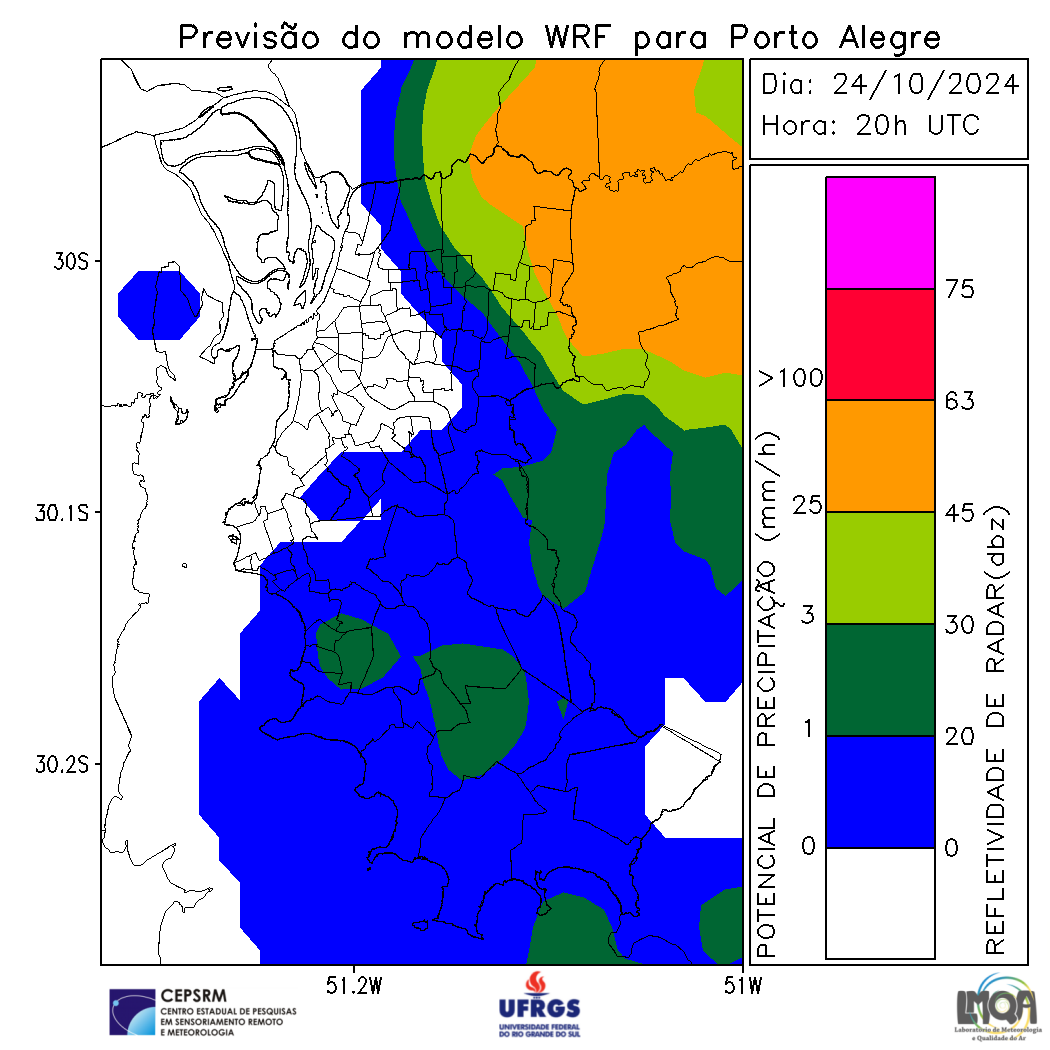 Previsão do modelo WRF para Porto Alegre
Dia: 24/10/2024
Hora: 20h UTC
30S
30.1S
30.2S
51.2W
51W
POTENCIAL DE PRECIPITAÇÃO (mm/h)
>100
25
3
1
0
75
63
45
30
20
0
REFLETIVIDADE DE RADAR(dbz)
CEPSRM
CENTRO ESTADUAL DE PESQUISAS
EM SENSORIAMENTO REMOTO
E METEOROLOGIA
UFRGS
UNIVERSIDADE FEDERAL
DO RIO GRANDE DO SUL
LMQA
Laboratório de Meteorologia
e Qualidade do Ar